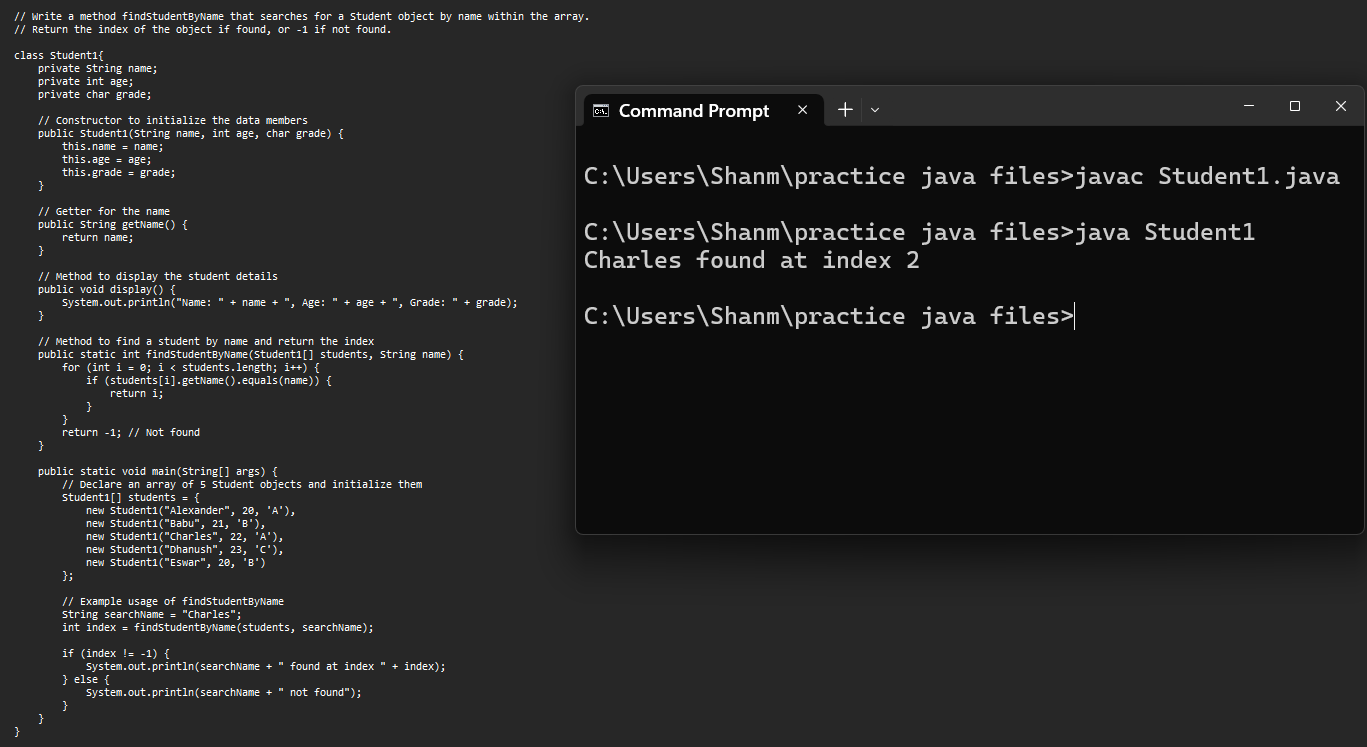 // Write a method findStudentByName that searches for a Student object by name within the array.
// Return the index of the object if found, or -1 if not found.

class Student1{
    private String name;
    private int age;
    private char grade;

    // Constructor to initialize the data members
    public Student1(String name, int age, char grade) {
        this.name = name;
        this.age = age;
        this.grade = grade;
    }

    // Getter for the name
    public String getName() {
        return name;
    }

    // Method to display the student details
    public void display() {
        System.out.println("Name: " + name + ", Age: " + age + ", Grade: " + grade);
    }

    // Method to find a student by name and return the index
    public static int findStudentByName(Student1[] students, String name) {
        for (int i = 0; i < students.length; i++) {
            if (students[i].getName().equals(name)) {
                return i;
            }
        }
        return -1; // Not found
    }

    public static void main(String[] args) {
        // Declare an array of 5 Student objects and initialize them
        Student1[] students = {
            new Student1("Alexander", 20, 'A'),
            new Student1("Babu", 21, 'B'),
            new Student1("Charles", 22, 'A'),
            new Student1("Dhanush", 23, 'C'),
            new Student1("Eswar", 20, 'B')
        };

        // Example usage of findStudentByName
        String searchName = "Charles";
        int index = findStudentByName(students, searchName);

        if (index != -1) {
            System.out.println(searchName + " found at index " + index);
        } else {
            System.out.println(searchName + " not found");
        }
    }
}

Command Prompt
C:\Users\Shanm\practice java files>javac Student1.java

C:\Users\Shanm\practice java files>java Student1
Charles found at index 2

C:\Users\Shanm\practice java files>